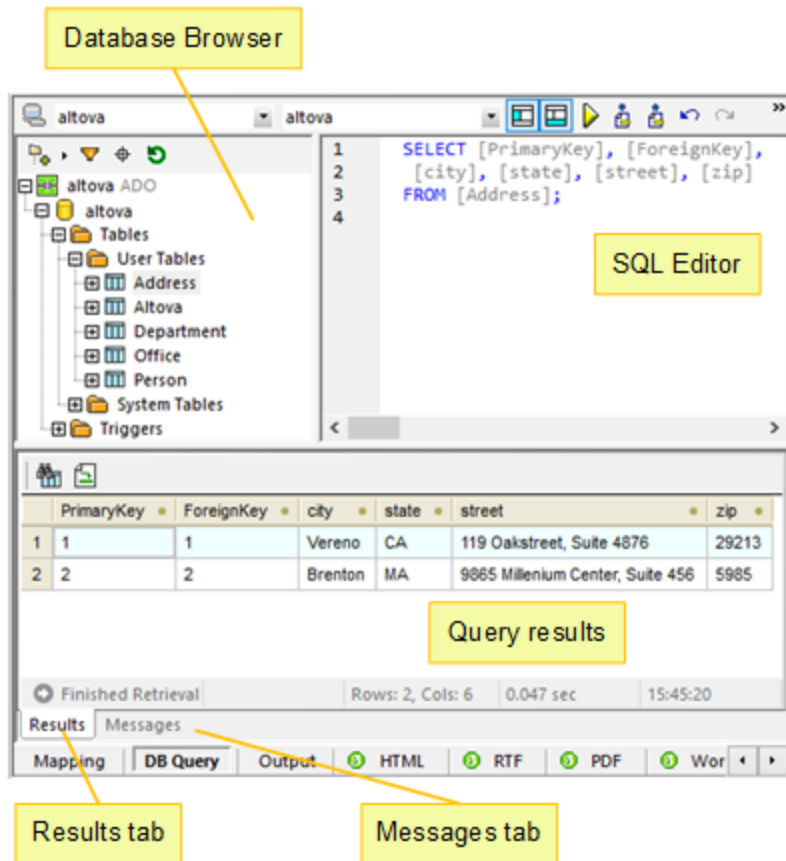 Database Browser
altova
altova
»
altova ADO
altova
Tables
User Tables
Address
Altova
Department
Office
Person
System Tables
Triggers
1 SELECT [PrimaryKey], [ForeignKey],
2 [city], [state], [street], [zip]
3 FROM [Address];
4
SQL Editor
PrimaryKey ForeignKey city state street zip
1 1 1 Vereno CA 119 Oakstreet, Suite 4876 29213
2 2 2 Brenton MA 9865 Millenium Center, Suite 456 5985
Query results
Finished Retrieval Rows: 2, Cols: 6 0.047 sec 15:45:20
Results Messages
Mapping DB Query Output HTML RTF PDF Wor
Results tab
Messages tab